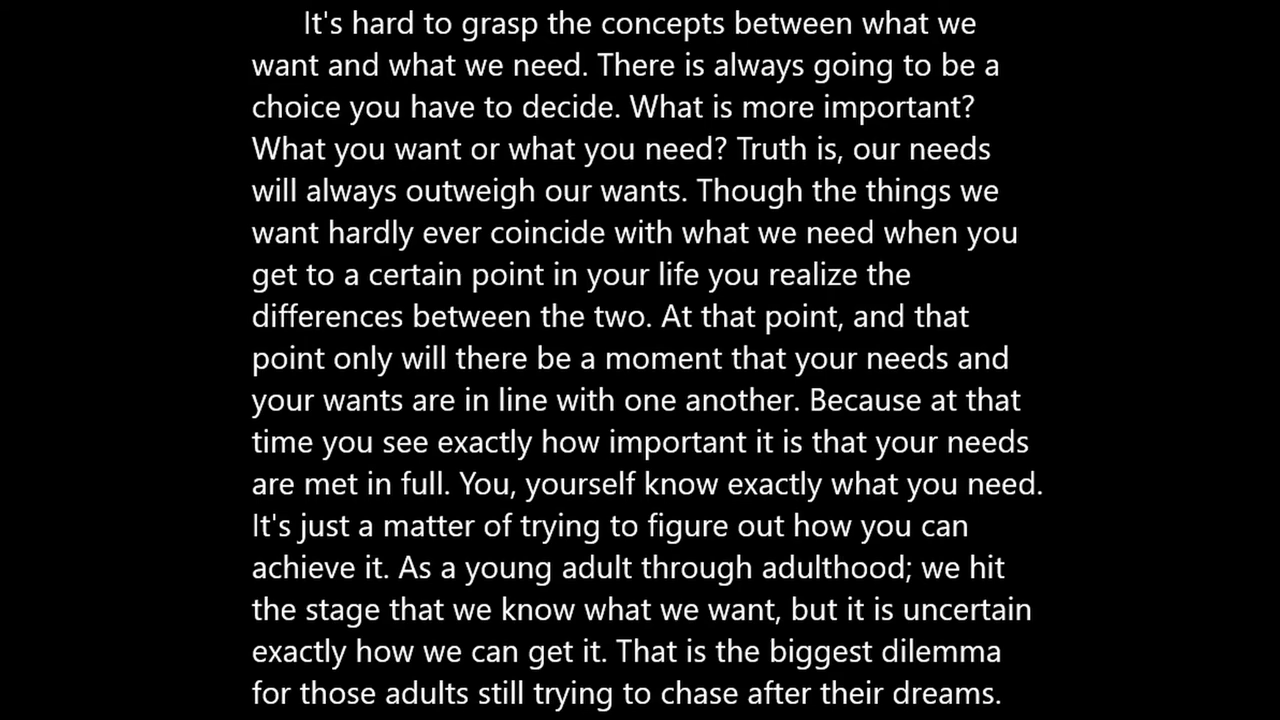 It's hard to grasp the concepts between what we
want and what we need. There is always going to be a
choice you have to decide. What is more important?
What you want or what you need? Truth is, our needs
will always outweigh our wants. Though the things we
want hardly ever coincide with what we need when you
get to a certain point in your life you realize the
differences between the two. At that point, and that
point only will there be a moment that your needs and
your wants are in line with one another. Because at that
time you see exactly how important it is that your needs
are met in full. You, yourself know exactly what you need.
It's just a matter of trying to figure out how you can
achieve it. As a young adult through adulthood; we hit
the stage that we know what we want, but it is uncertain
exactly how we can get it. That is the biggest dilemma
for those adults still trying to chase after their dreams.